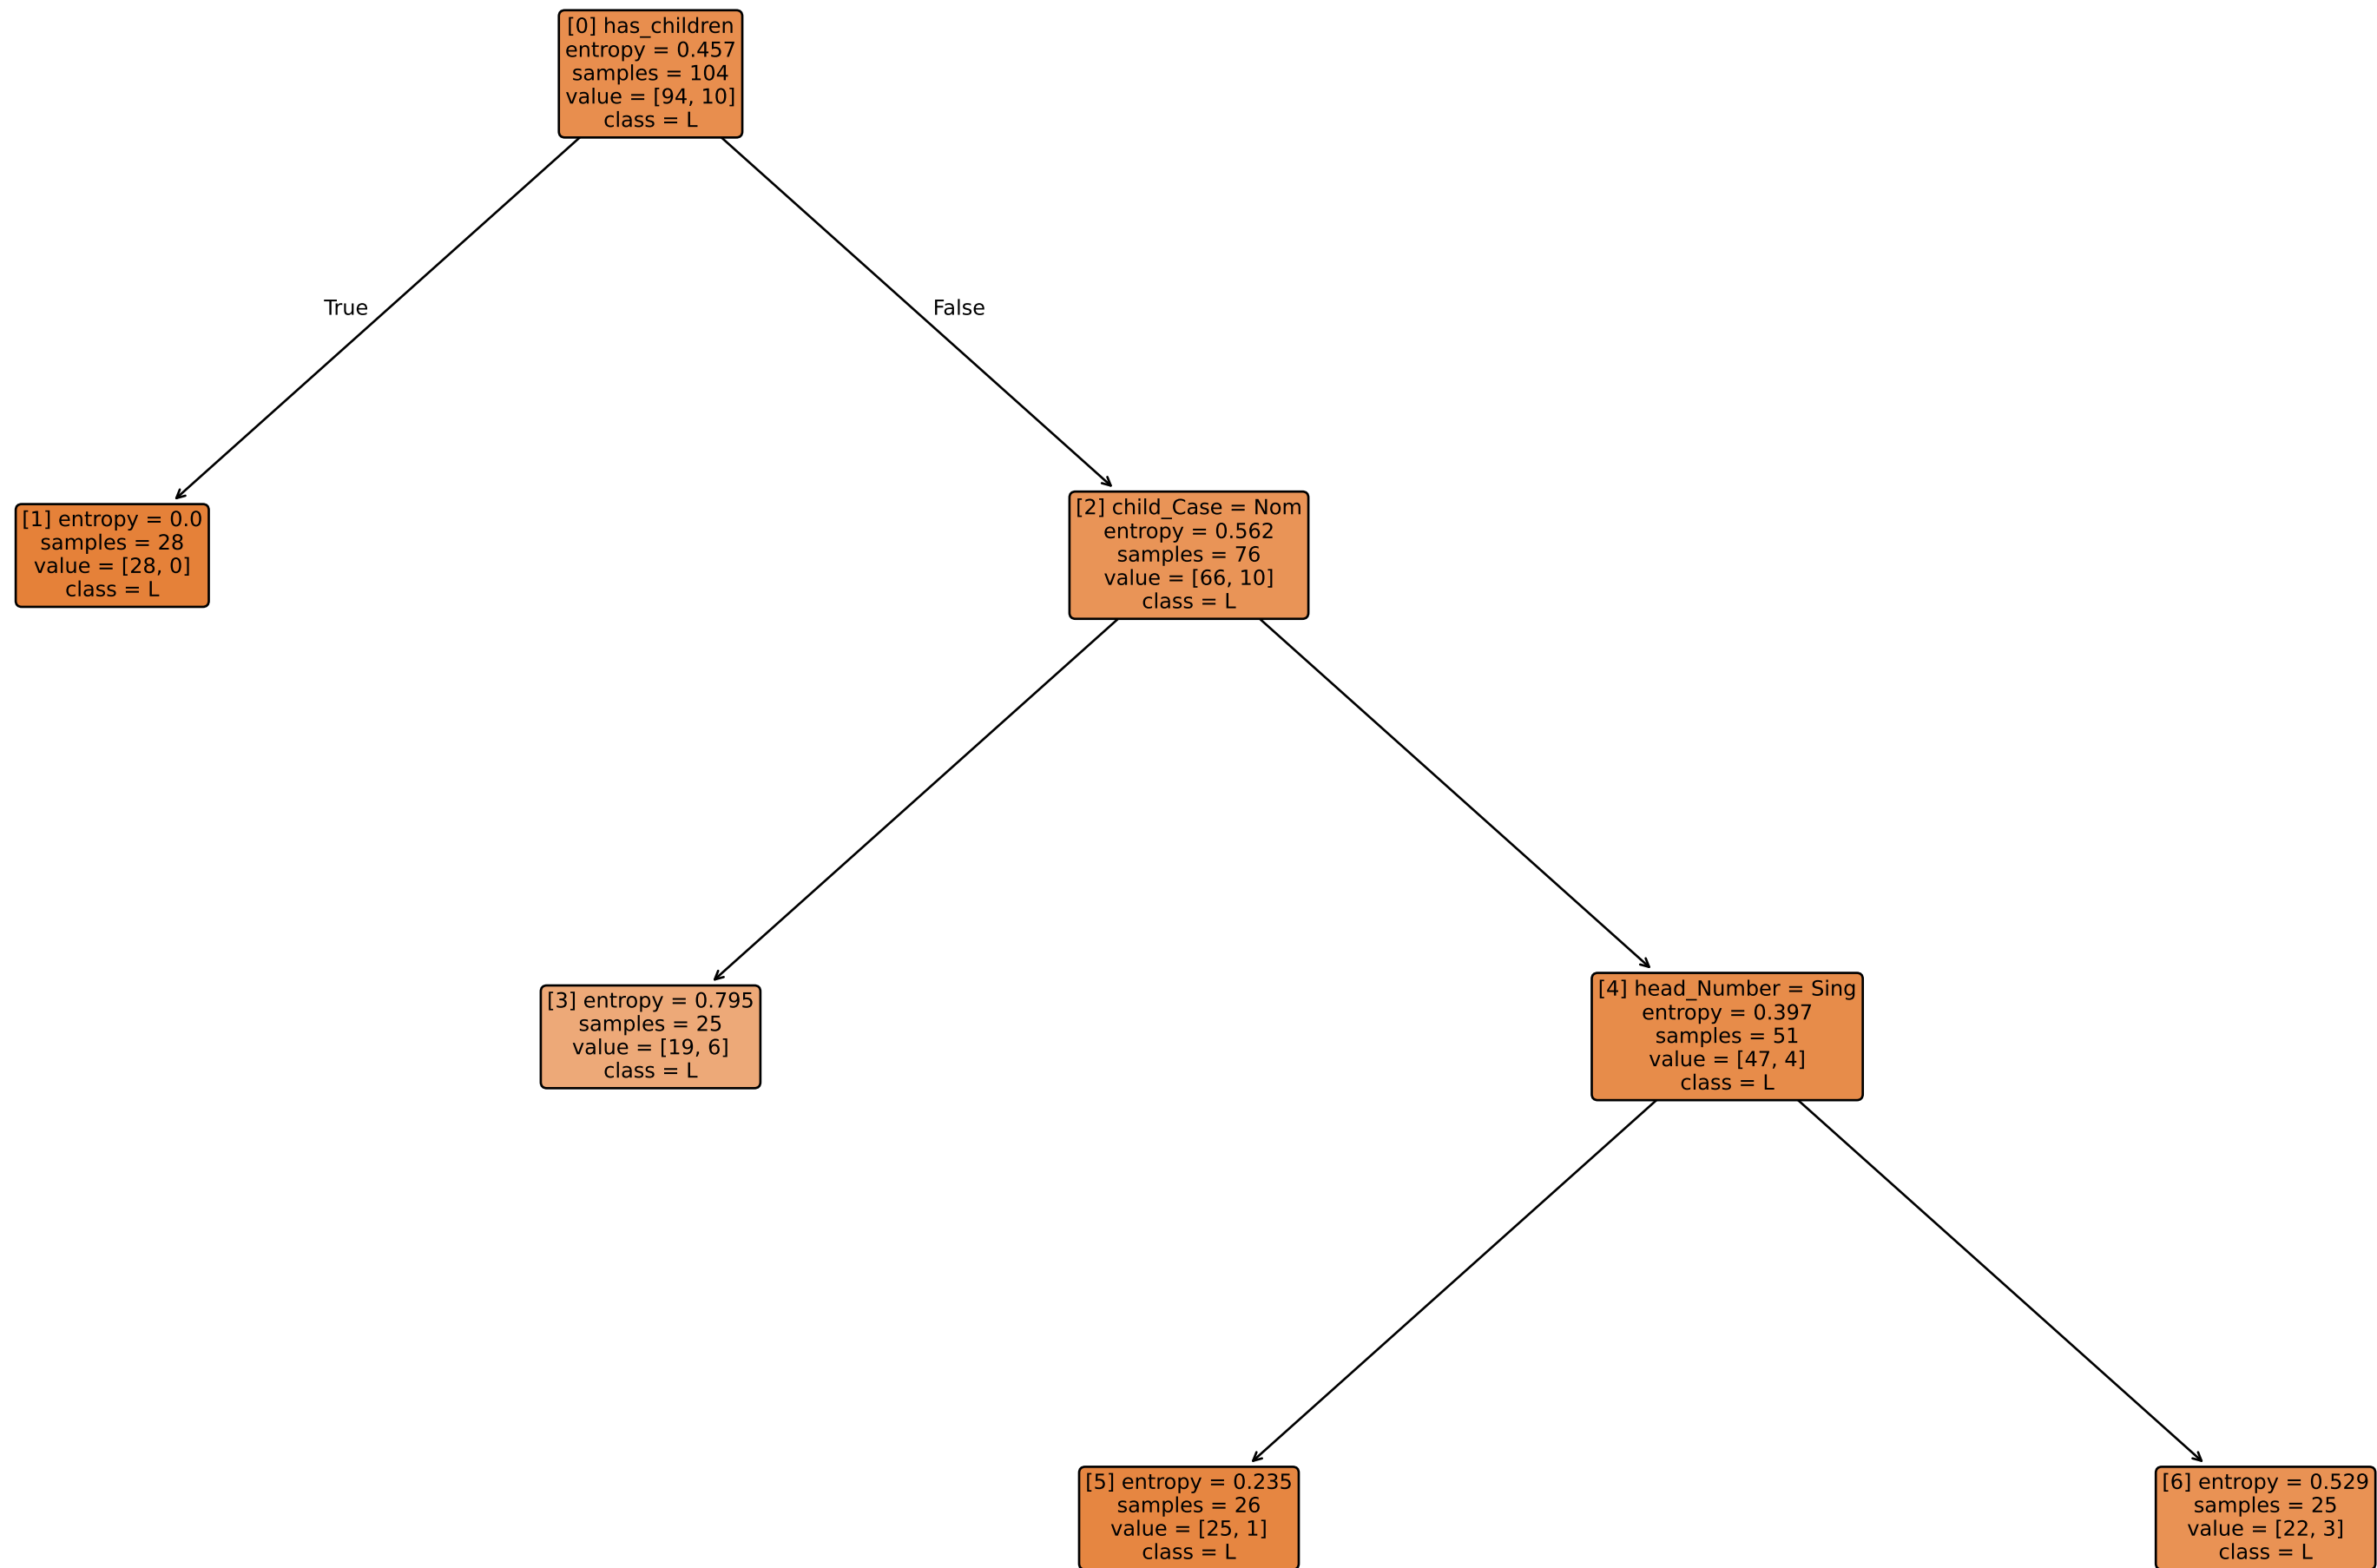 [0] has_children
entropy = 0.457
samples = 104
value = [94, 10]
class = L
True
False
[1] entropy = 0.0
samples = 28
value = [28, 0]
class = L
[2] child_Case = Nom
entropy = 0.562
samples = 76
value = [66, 10]
class = L
[3] entropy = 0.795
samples = 25
value = [19, 6]
class = L
[4] head_Number = Sing
entropy = 0.397
samples = 51
value = [47, 4]
class = L
[5] entropy = 0.235
samples = 26
value = [25, 1]
class = L
[6] entropy = 0.529
samples = 25
value = [22, 3]
class = L